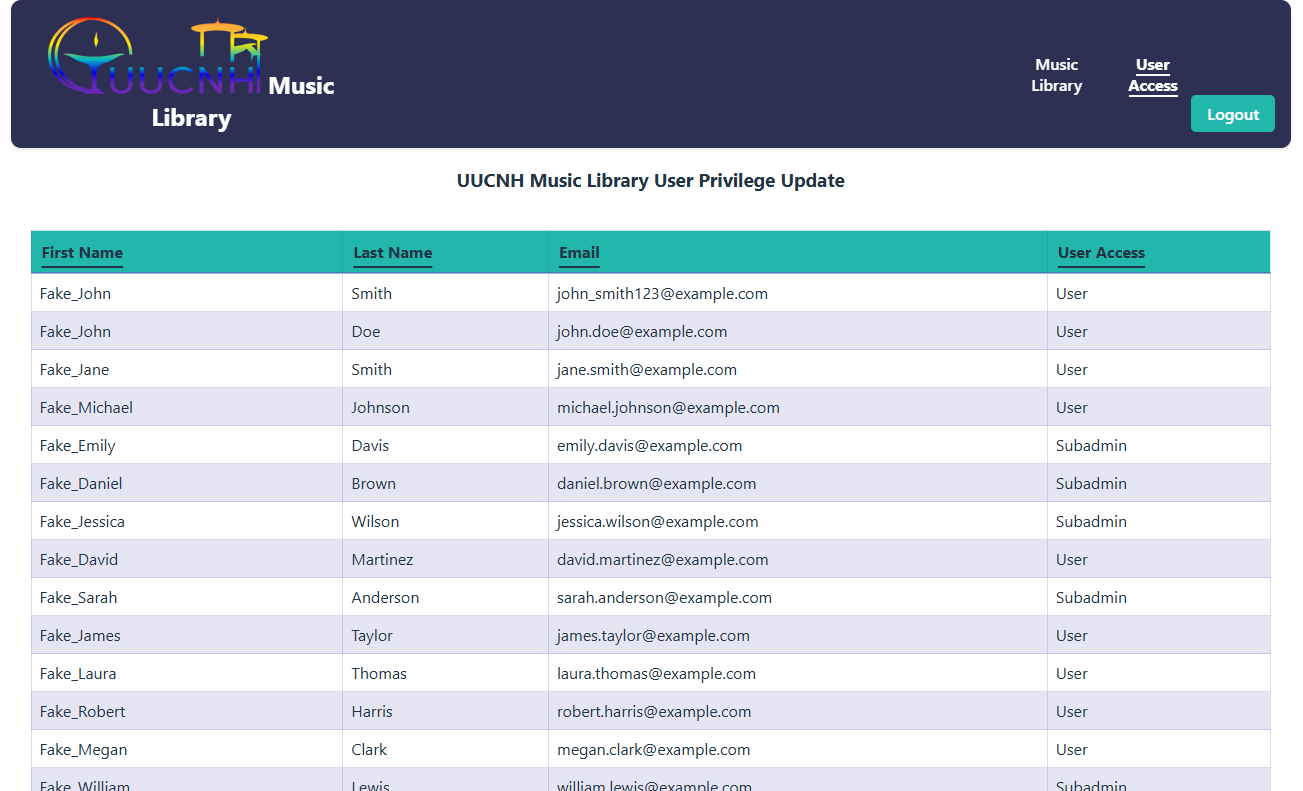 UUCNH Music
Library
Music Library
User Access
Logout
UUCNH Music Library User Privilege Update
First Name Last Name Email User Access
Fake_John Smith john_smith123@example.com User
Fake_John Doe john.doe@example.com User
Fake_Jane Smith jane.smith@example.com User
Fake_Michael Johnson michael.johnson@example.com User
Fake_Emily Davis emily.davis@example.com Subadmin
Fake_Daniel Brown daniel.brown@example.com Subadmin
Fake_Jessica Wilson jessica.wilson@example.com Subadmin
Fake_David Martinez david.martinez@example.com User
Fake_Sarah Anderson sarah.anderson@example.com Subadmin
Fake_James Taylor james.taylor@example.com User
Fake_Laura Thomas laura.thomas@example.com User
Fake_Robert Harris robert.harris@example.com User
Fake_Megan Clark megan.clark@example.com User
Fake_William Lewis william.lewis@example.com Subadmin